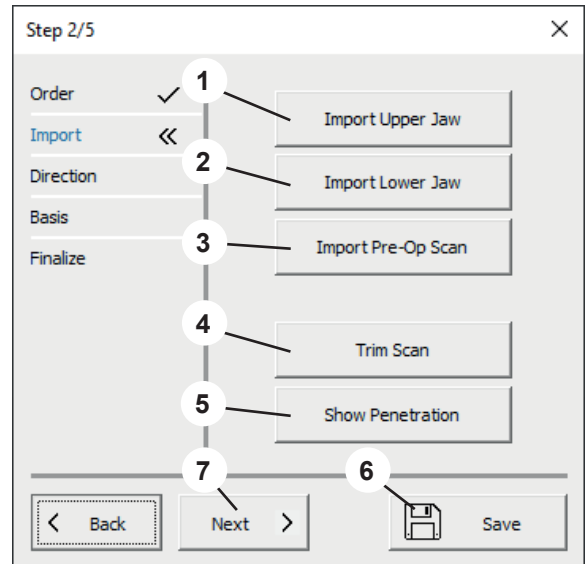 Step 2/5
Order
Import
Direction
Basis
Finalize
1
Import Upper Jaw
2
Import Lower Jaw
3
Import Pre-Op Scan
4
Trim Scan
5
Show Penetration
7
6
Back
Next
Save